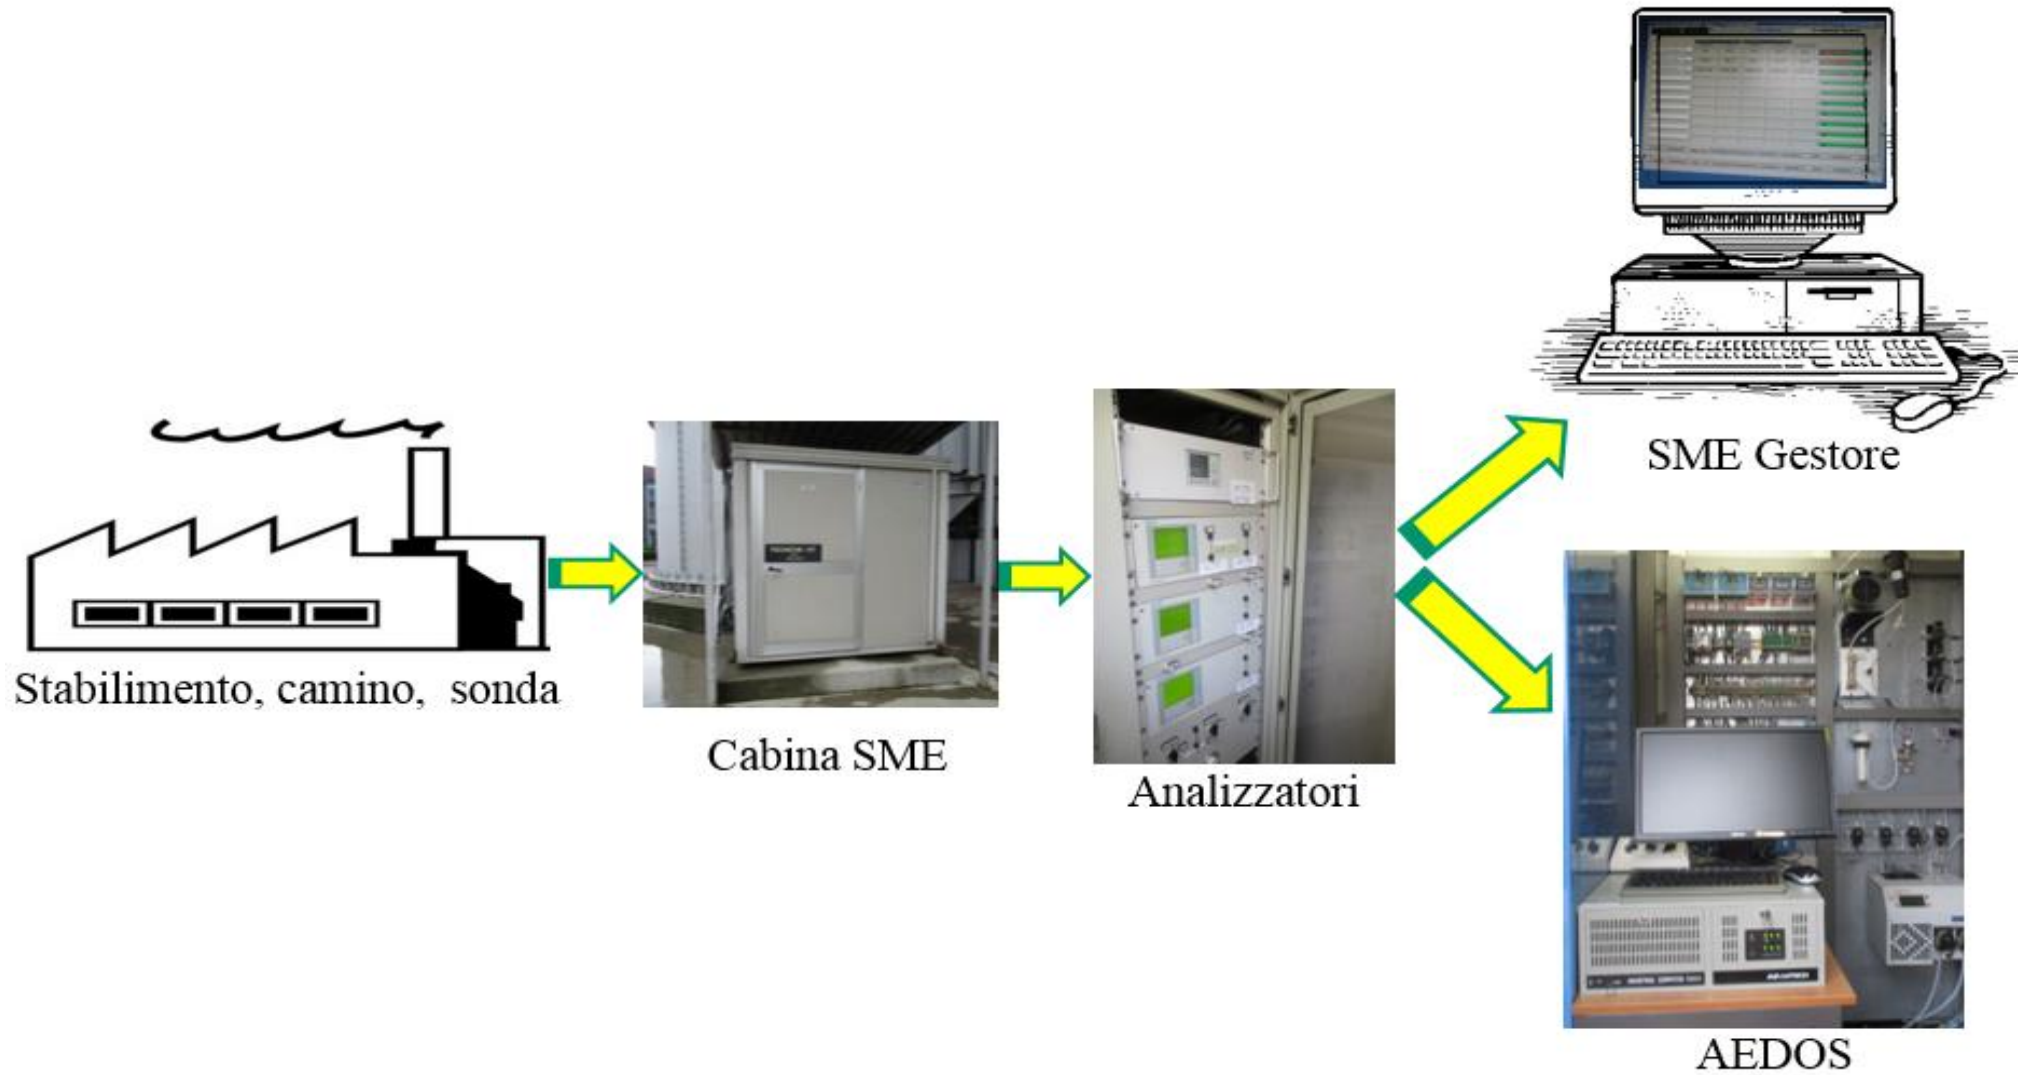 SME Gestore
Stabilimento, camino, sonda
Cabina SME
Analizzatori
AEDOS